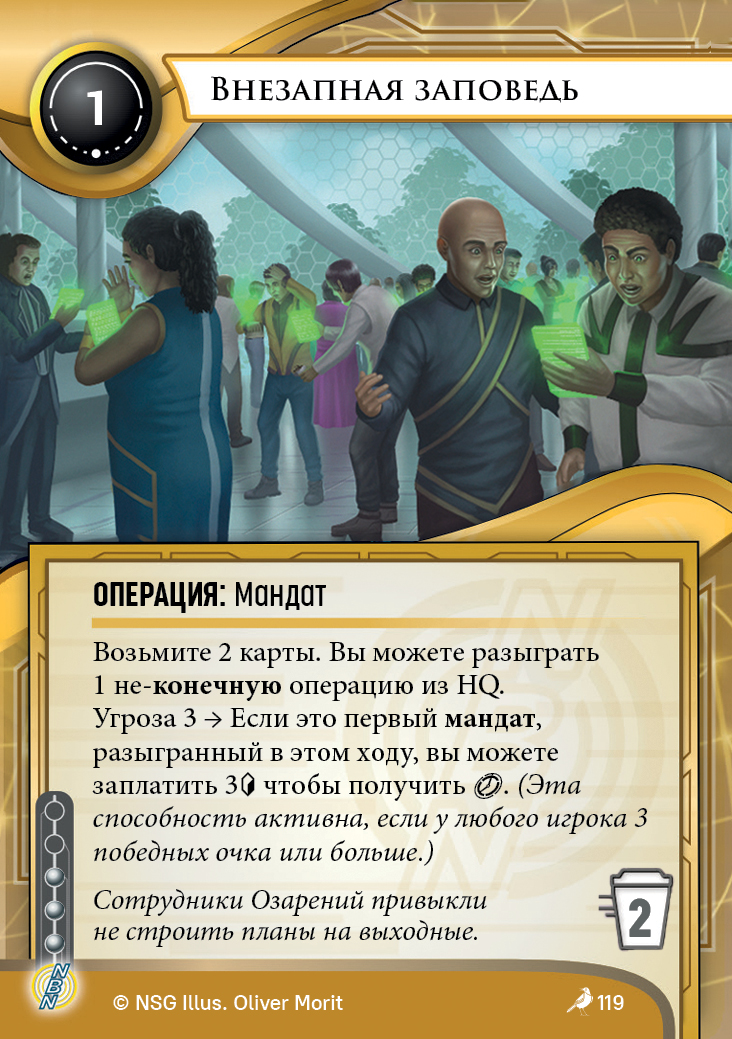 1
Внезапная заповедь
ОПЕРАЦИЯ: Мандат
Возьмите 2 карты. Вы можете разыграть
1 не-конечную операцию из HQ.
Угроза 3 → Если это первый мандат,
разыгранный в этом ходу, вы можете
заплатить 3 чтобы получить . (Эта
способность активна, если у любого игрока 3
победных очка или больше.)
Сотрудники Озарений привыкли
не строить планы на выходные.
2
NBN
© NSG Illus. Oliver Morit
119